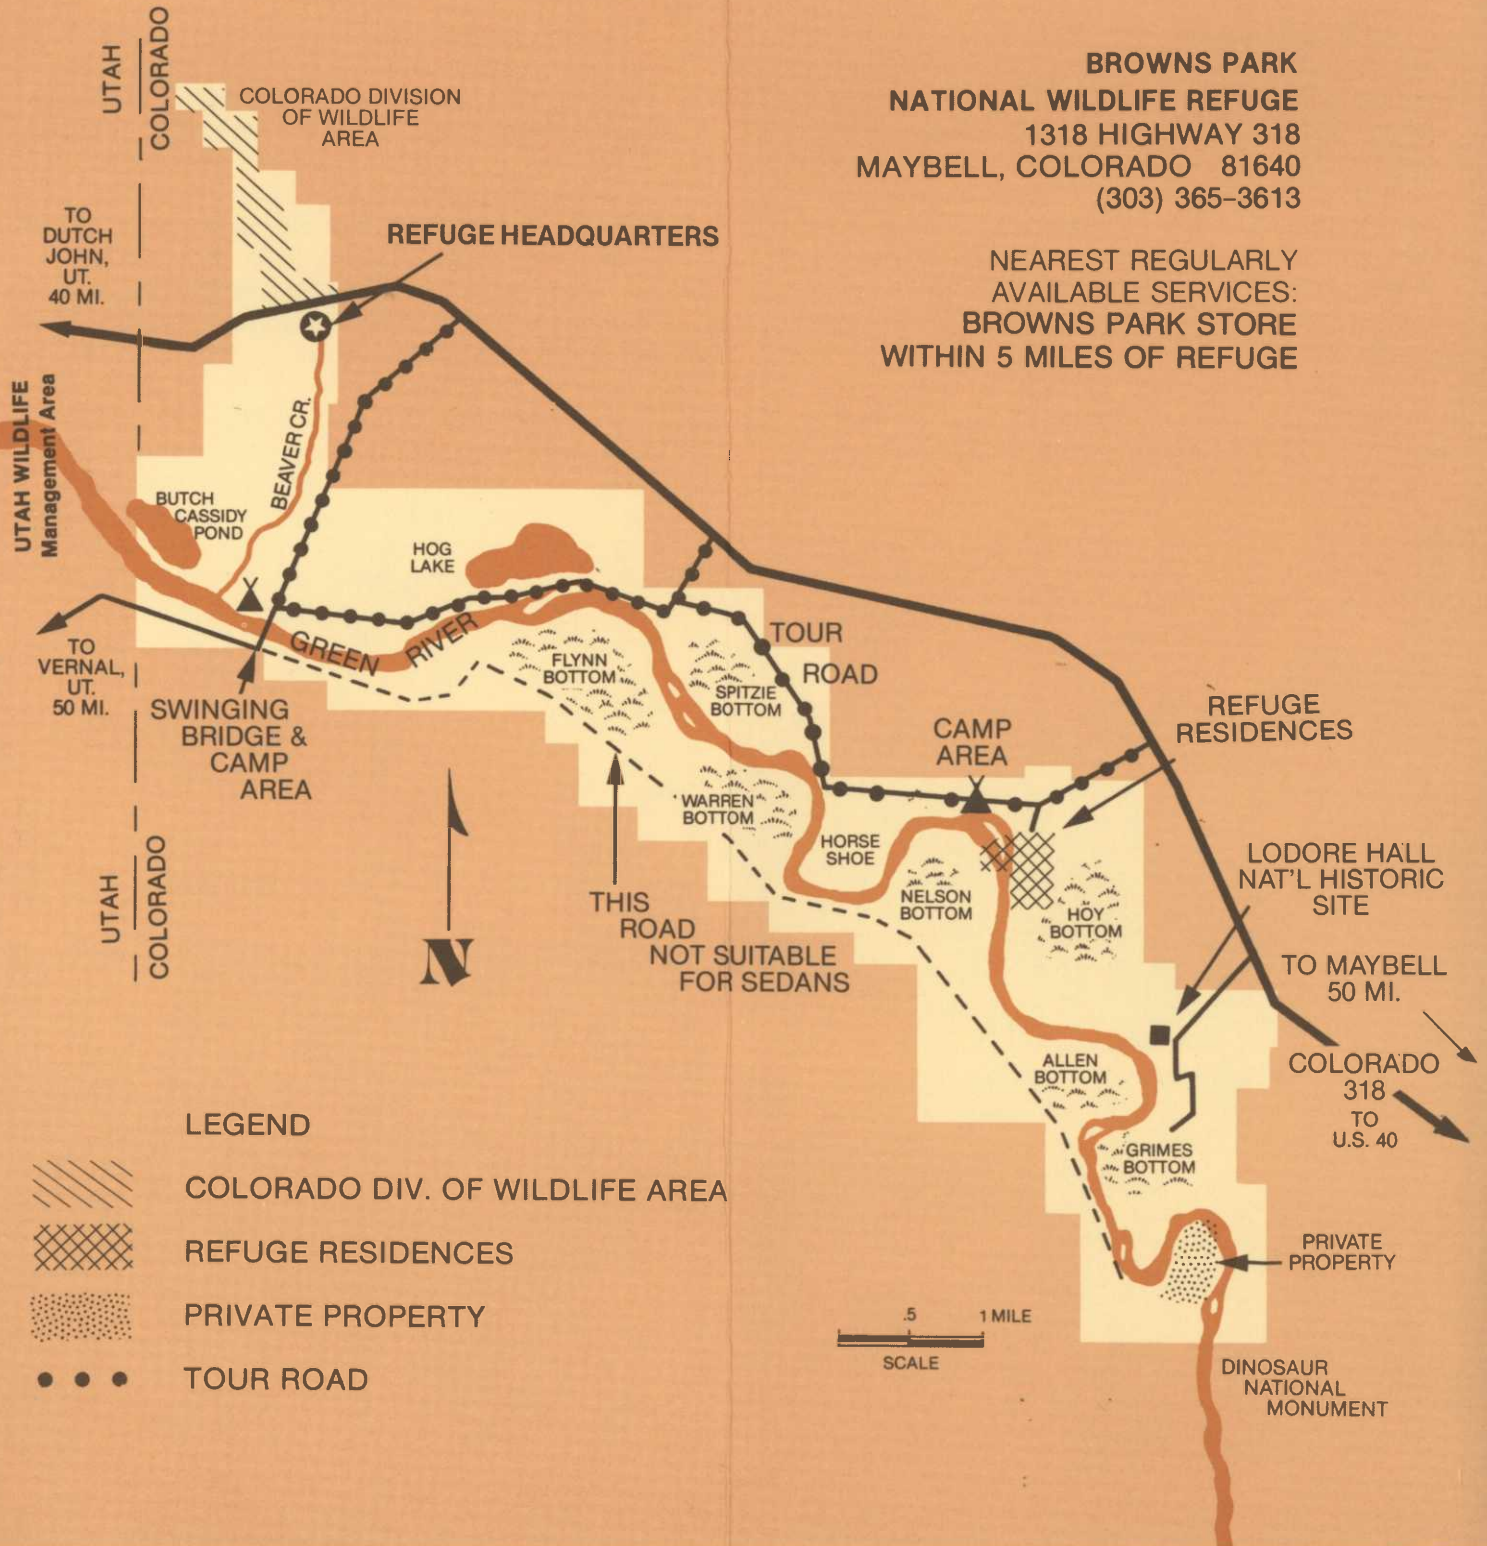 UTAH
COLORADO
COLORADO DIVISION
OF WILDLIFE
AREA
BROWNS PARK
NATIONAL WILDLIFE REFUGE
1318 HIGHWAY 318
MAYBELL, COLORADO 81640
(303) 365-3613
NEAREST REGULARLY
AVAILABLE SERVICES:
BROWNS PARK STORE
WITHIN 5 MILES OF REFUGE
TO
DUTCH
JOHN,
UT.
40 MI.
REFUGE HEADQUARTERS
UTAH WILDLIFE
Management Area
BEAVER CR.
BUTCH
CASSIDY
POND
HOG
LAKE
TO
VERNAL,
UT.
50 MI.
GREEN RIVER
FLYNN
BOTTOM
SPITZIE
BOTTOM
TOUR
ROAD
SWINGING
BRIDGE &
CAMP
AREA
CAMP
AREA
REFUGE
RESIDENCES
WARREN
BOTTOM
HORSE
SHOE
NELSON
BOTTOM
HOY
BOTTOM
LODORE HALL
NAT'L HISTORIC
SITE
UTAH
COLORADO
N
THIS
ROAD
NOT SUITABLE
FOR SEDANS
TO MAYBELL
50 MI.
COLORADO
318
TO
U.S. 40
ALLEN
BOTTOM
GRIMES
BOTTOM
PRIVATE
PROPERTY
LEGEND
COLORADO DIV. OF WILDLIFE AREA
REFUGE RESIDENCES
PRIVATE PROPERTY
TOUR ROAD
.5 1 MILE
SCALE
DINOSAUR
NATIONAL
MONUMENT